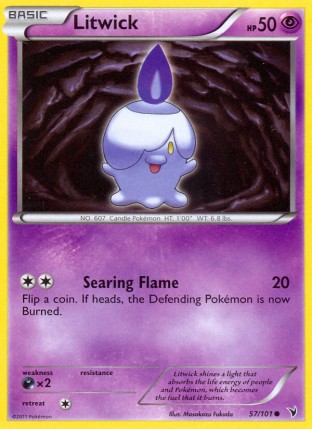 BASIC
Litwick
HP50
NO. 607 Candle Pokémon HT. 1'00" WT. 6.8 lbs.
Searing Flame 20
Flip a coin. If heads, the Defending Pokémon is now
Burned.
weakness resistance
×2
retreat
Litwick shines a light that
absorbs the life energy of people
and Pokémon, which becomes
the fuel that it burns.
©2011 Pokémon
Illus. Masakazu Fukuda
57/101